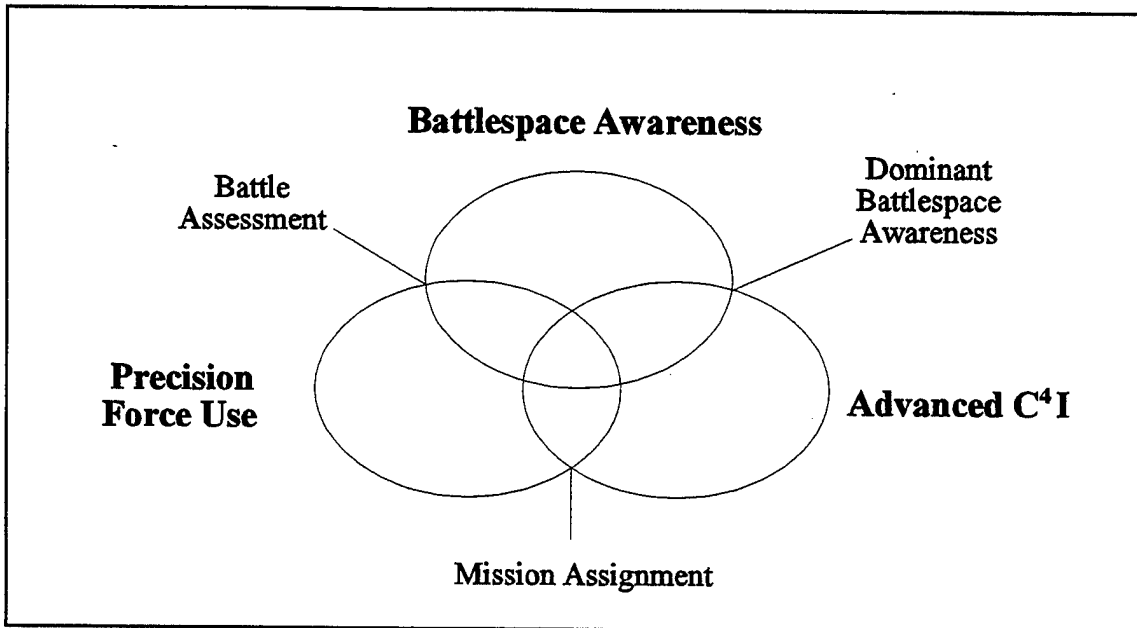 Battlespace Awareness
Battle
Assessment
Dominant
Battlespace
Awareness
Precision
Force Use
Advanced C⁴I
Mission Assignment